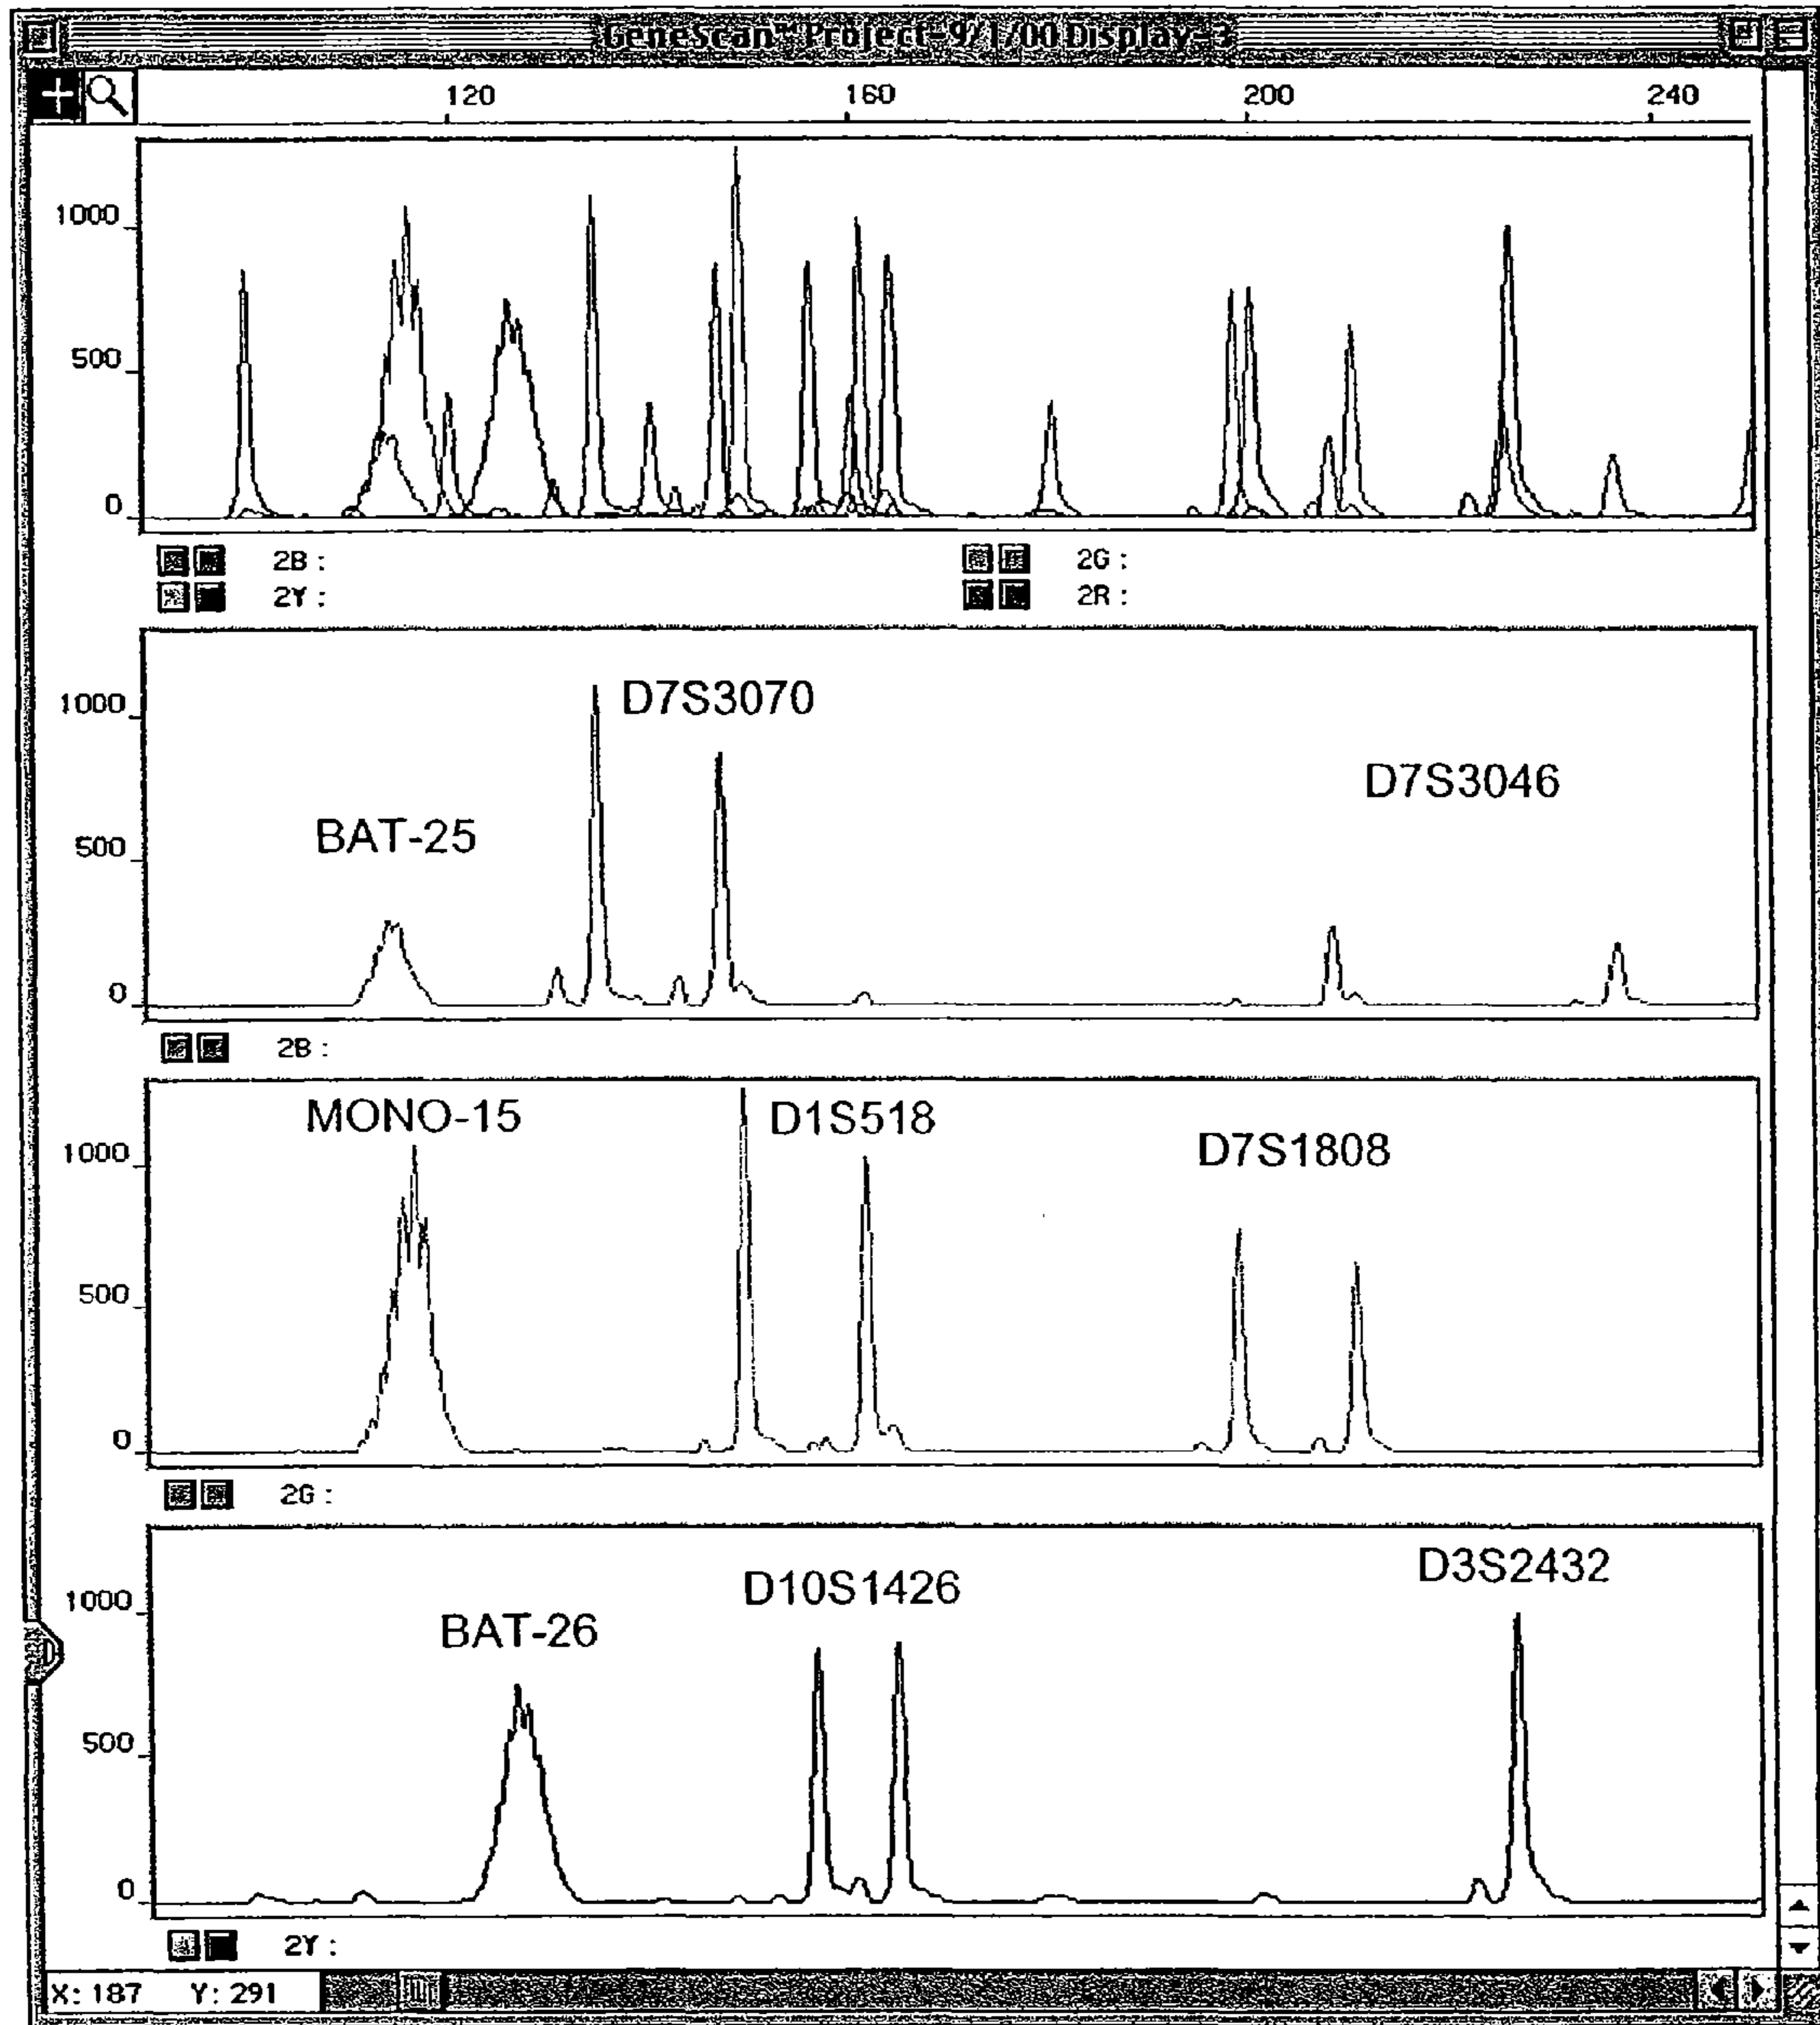 GeneScan™ Project-9/1/00 Display-3
120 160 200 240
1000
500
0
2B : 2G :
2Y : 2R :
D7S3070
1000
D7S3046
BAT-25
500
0
2B :
MONO-15 D1S518
D7S1808
1000
500
0
2G :
D3S2432
D10S1426
1000
BAT-26
500
0
2Y :
X: 187 Y: 291